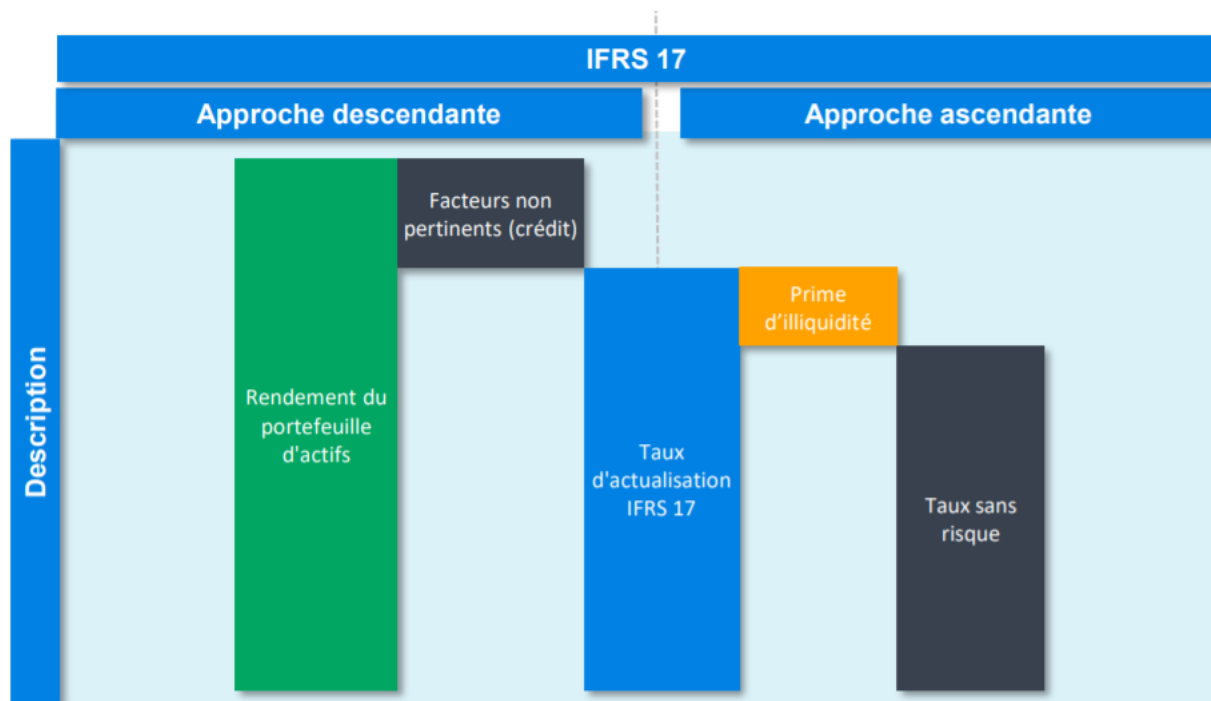 IFRS 17
Approche descendante
Approche ascendante
Description
Rendement du
portefeuille
d'actifs
Facteurs non
pertinents (crédit)
Taux
d'actualisation
IFRS 17
Prime
d’illiquidité
Taux sans
risque